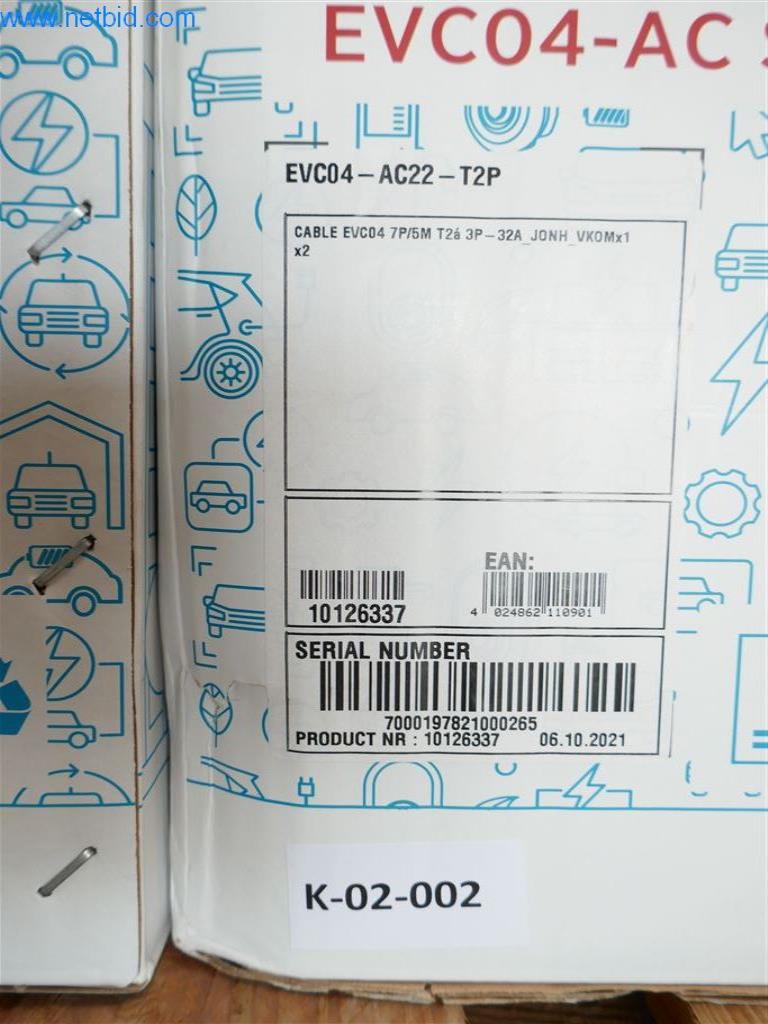 www.netbid.com
EVC04-AC
EVC04-AC22-T2P
CABLE EVC04 7P/5M T2á 3P-32A_JONH_VKOMx1
x2
EAN:
10126337
4 024862 110901
SERIAL NUMBER
7000197821000265
PRODUCT NR : 10126337 06.10.2021
K-02-002